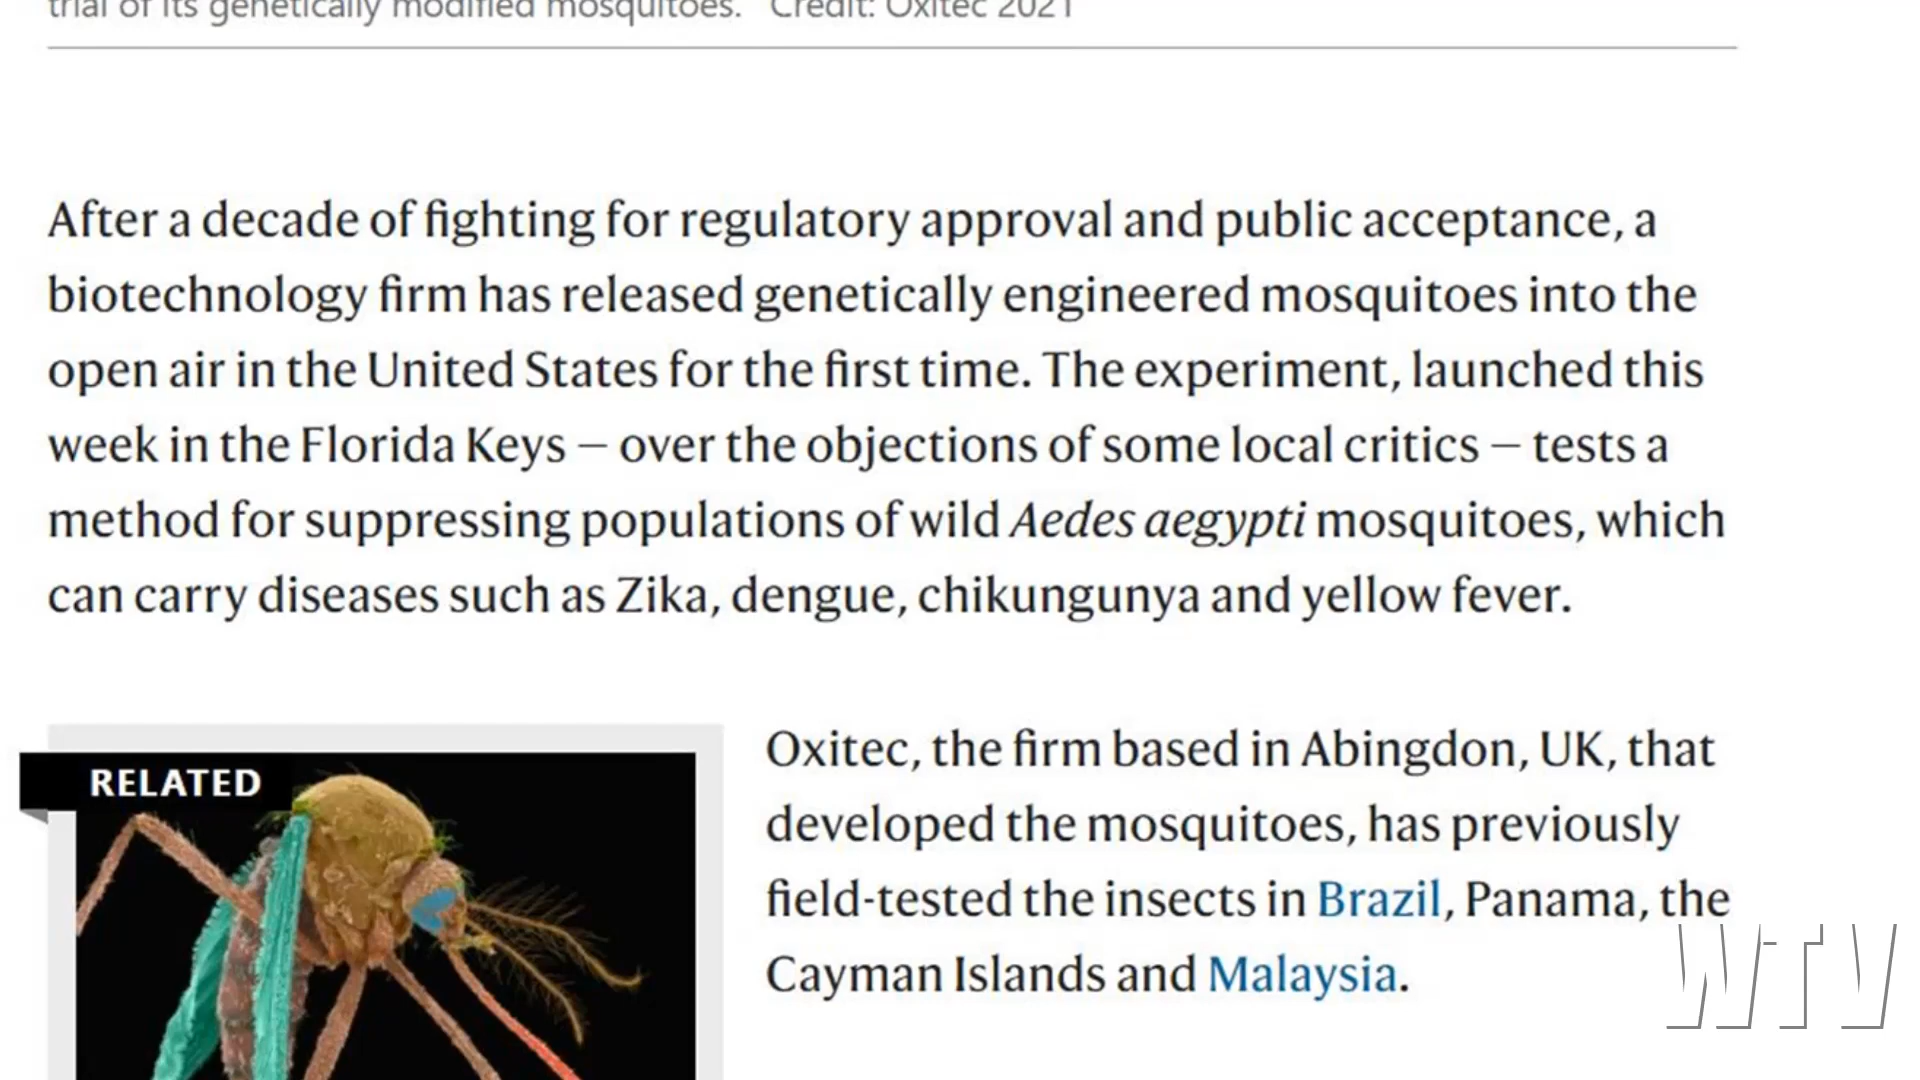 trial of its genetically modified mosquitoes. Credit: Oxitec 2021
After a decade of fighting for regulatory approval and public acceptance, a
biotechnology firm has released genetically engineered mosquitoes into the
open air in the United States for the first time. The experiment, launched this
week in the Florida Keys — over the objections of some local critics — tests a
method for suppressing populations of wild Aedes aegypti mosquitoes, which
can carry diseases such as Zika, dengue, chikungunya and yellow fever.
RELATED
Oxitec, the firm based in Abingdon, UK, that
developed the mosquitoes, has previously
field-tested the insects in Brazil, Panama, the
Cayman Islands and Malaysia.
WTV